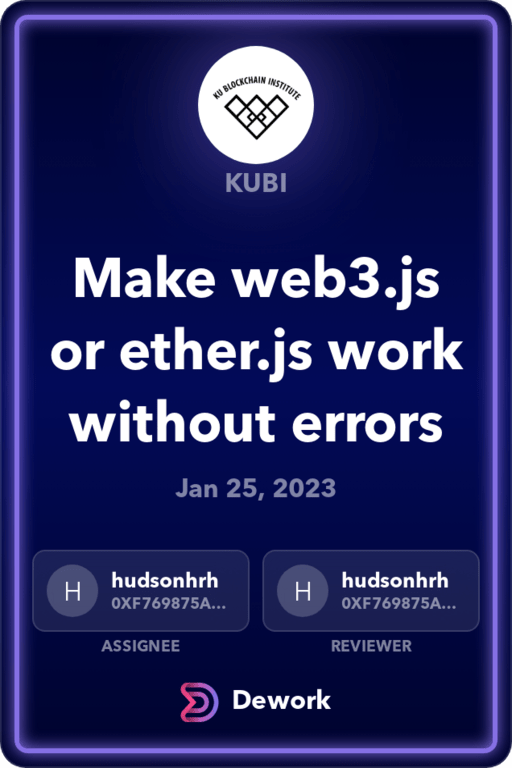 KU BLOCKCHAIN INSTITUTE
KUBI
Make web3.js
or ether.js work
without errors
Jan 25, 2023
H
hudsonhrh
0XF769875A...
ASSIGNEE
H
hudsonhrh
0XF769875A...
REVIEWER
Dework